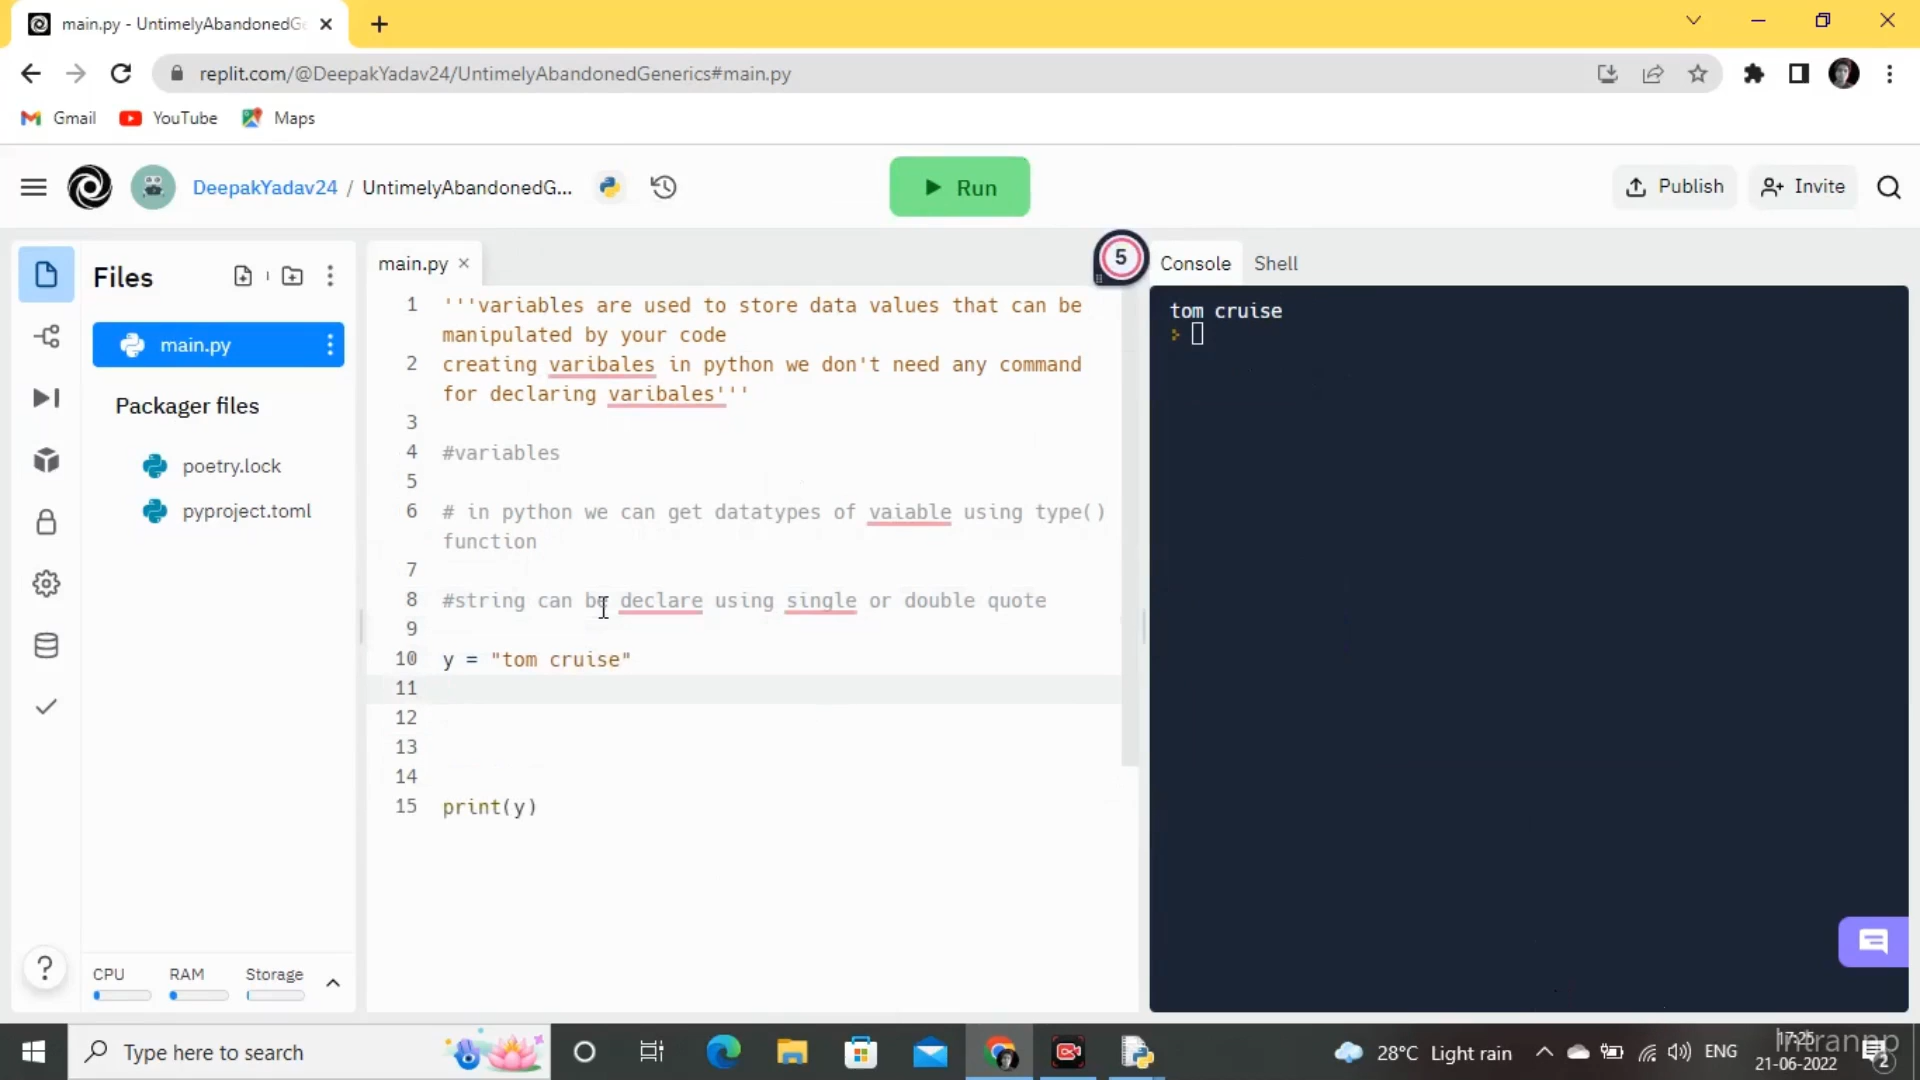 main.py - UntimelyAbandonedG
replit.com/@DeepakYadav24/UntimelyAbandonedGenerics#main.py
Gmail YouTube Maps
DeepakYadav24 / UntimelyAbandonedG... Run Publish Invite
Files
main.py
5
Console Shell
main.py
Packager files
poetry.lock
pyproject.toml
1 '''variables are used to store data values that can be
manipulated by your code
2 creating varibales in python we don't need any command
for declaring varibales'''
3
4 #variables
5
6 # in python we can get datatypes of vaiable using type()
function
7
8 #string can be declare using single or double quote
9
10 y = "tom cruise"
11
12
13
14
15 print(y)
tom cruise
CPU RAM Storage
?
Type here to search
28°C Light rain
ENG
17:25
21-06-2022
2